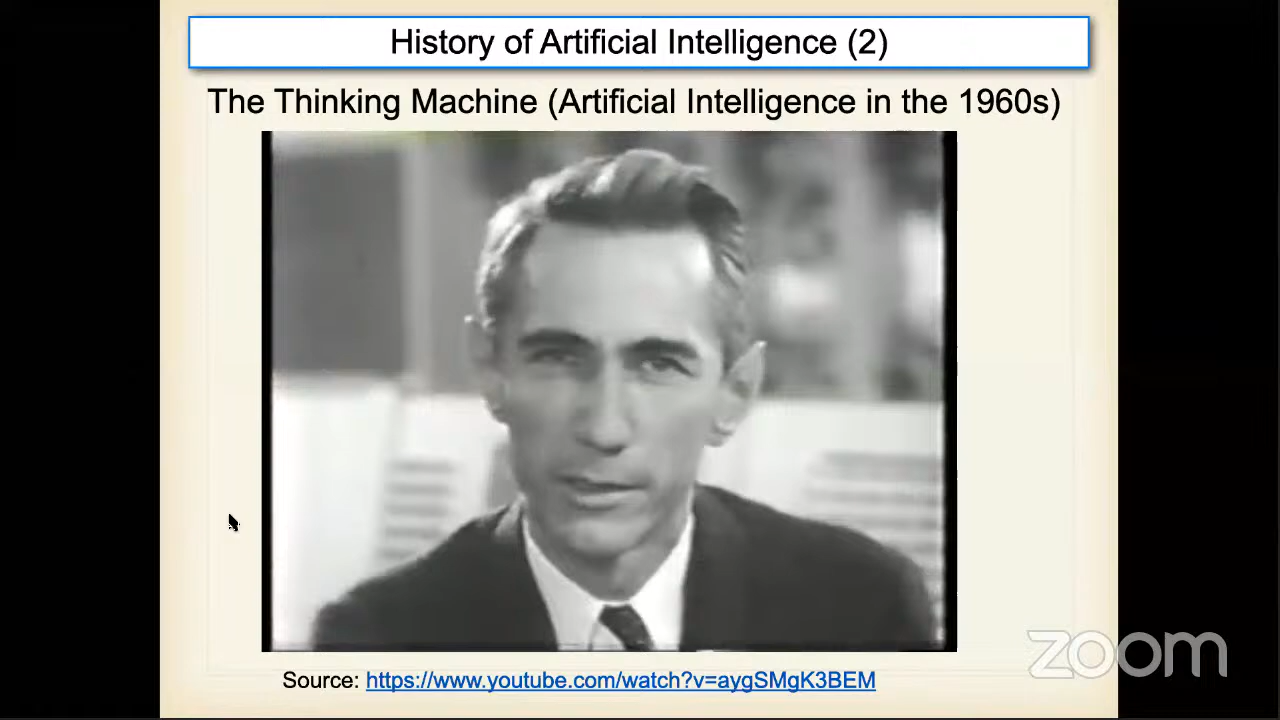 History of Artificial Intelligence (2)
The Thinking Machine (Artificial Intelligence in the 1960s)
Source: https://www.youtube.com/watch?v=aygSMgK3BEM
zoom